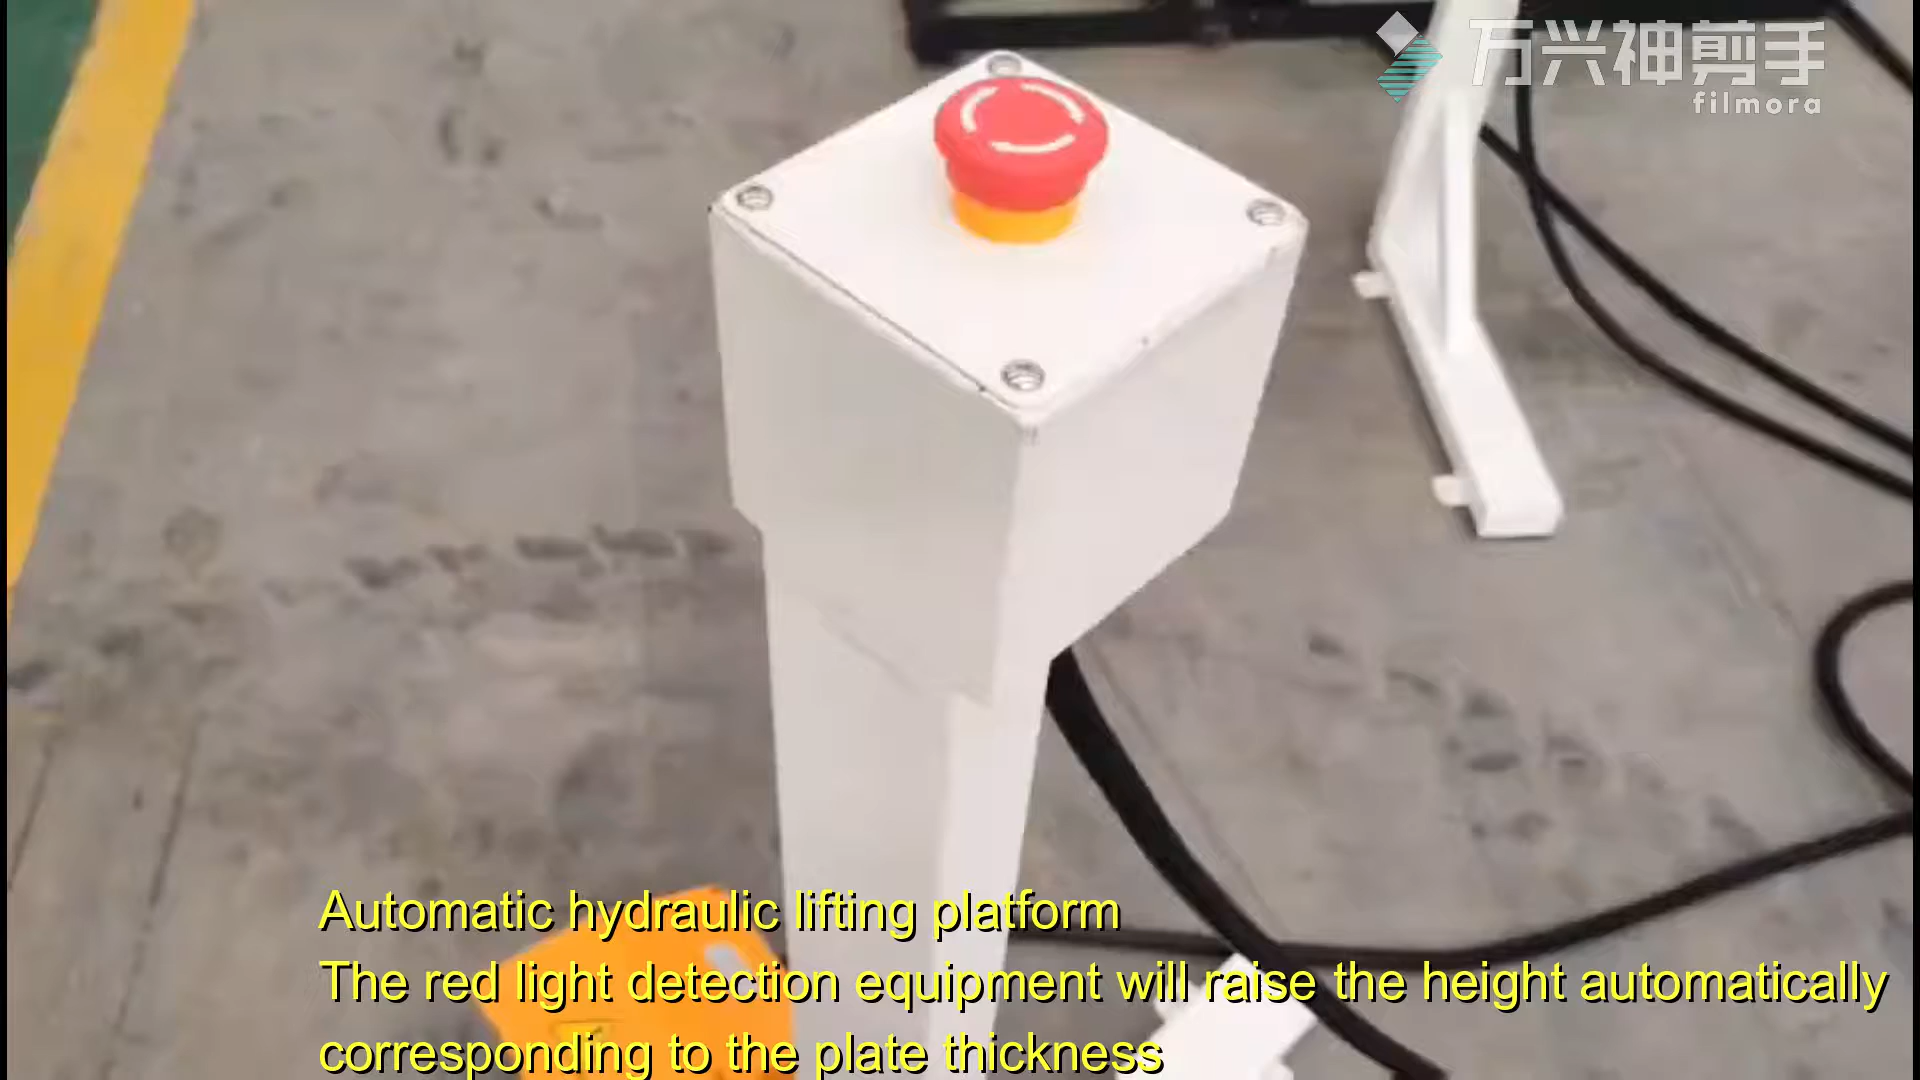 万兴神剪手
filmora
Automatic hydraulic lifting platform
The red light detection equipment will raise the height automatically
corresponding to the plate thickness